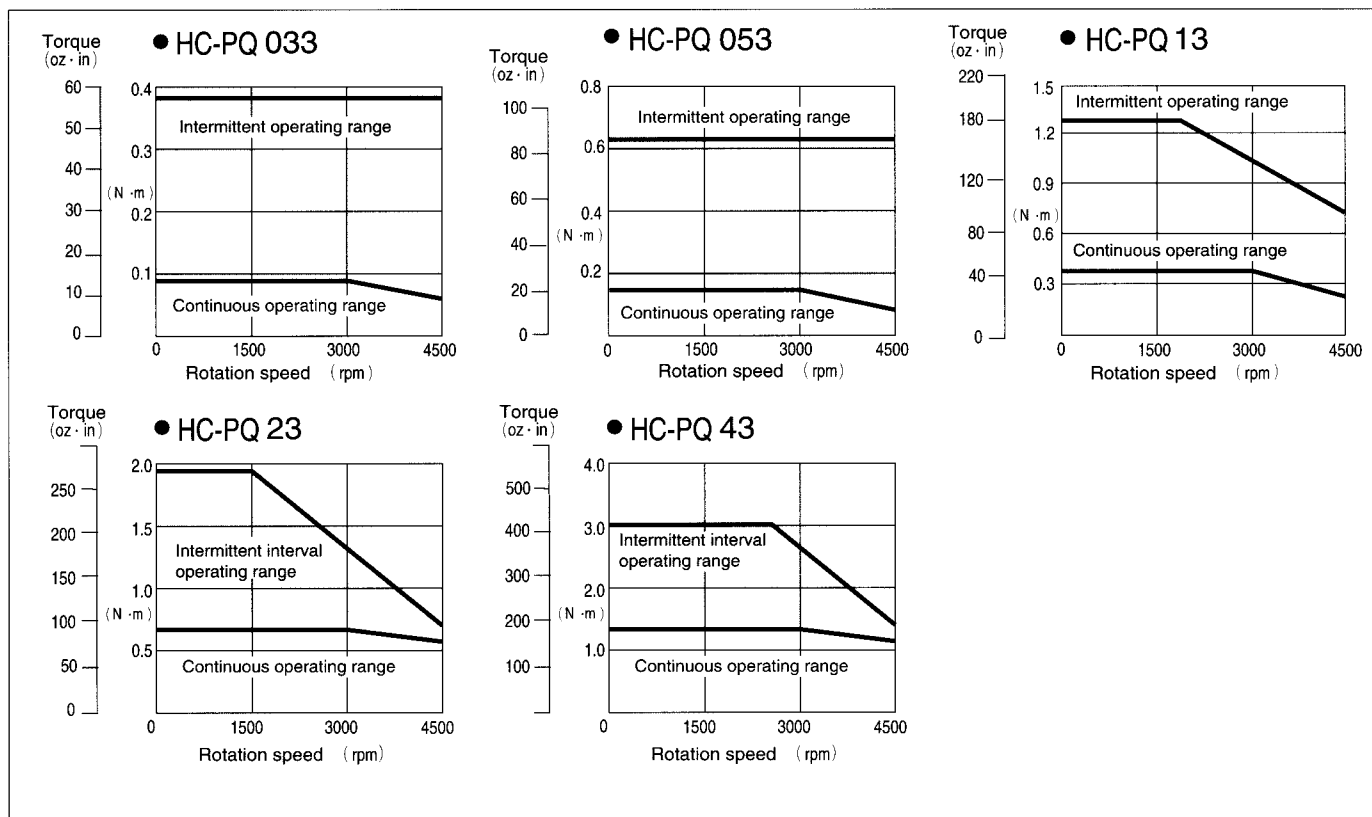 ● HC-PQ 033
Torque
(oz · in)
60
50
40
30
20
10
0
0.4
0.3
(N ·m)
0.2
0.1
Intermittent operating range
Continuous operating range
0 1500 3000 4500
Rotation speed (rpm)
● HC-PQ 053
Torque
(oz · in)
100
80
60
40
20
0
0.8
0.6
0.4
(N ·m)
0.2
Intermittent operating range
Continuous operating range
0 1500 3000 4500
Rotation speed (rpm)
● HC-PQ 13
Torque
(oz · in)
220
180
120
80
40
0
1.5
1.2
0.9
(N ·m)
0.6
0.3
Intermittent operating range
Continuous operating range
0 1500 3000 4500
Rotation speed (rpm)
● HC-PQ 23
Torque
(oz · in)
250
200
150
100
50
0
2.0
1.5
1.0
(N ·m)
0.5
Intermittent interval
operating range
Continuous operating range
0 1500 3000 4500
Rotation speed (rpm)
● HC-PQ 43
Torque
(oz · in)
500
400
300
200
100
4.0
3.0
2.0
(N ·m)
1.0
Intermittent interval
operating range
Continuous operating range
0 1500 3000 4500
Rotation speed (rpm)